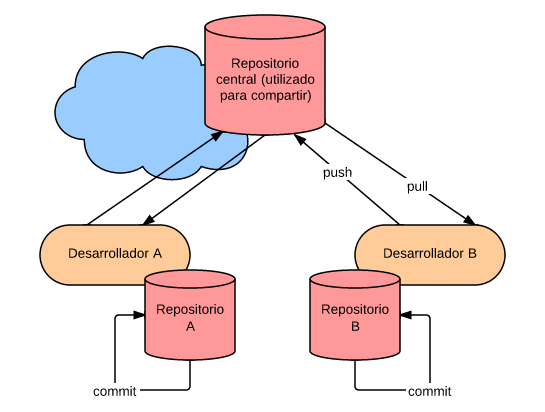 Repositorio
central (utilizado
para compartir)
push
pull
Desarrollador A
Desarrollador B
Repositorio
A
Repositorio
B
commit
commit